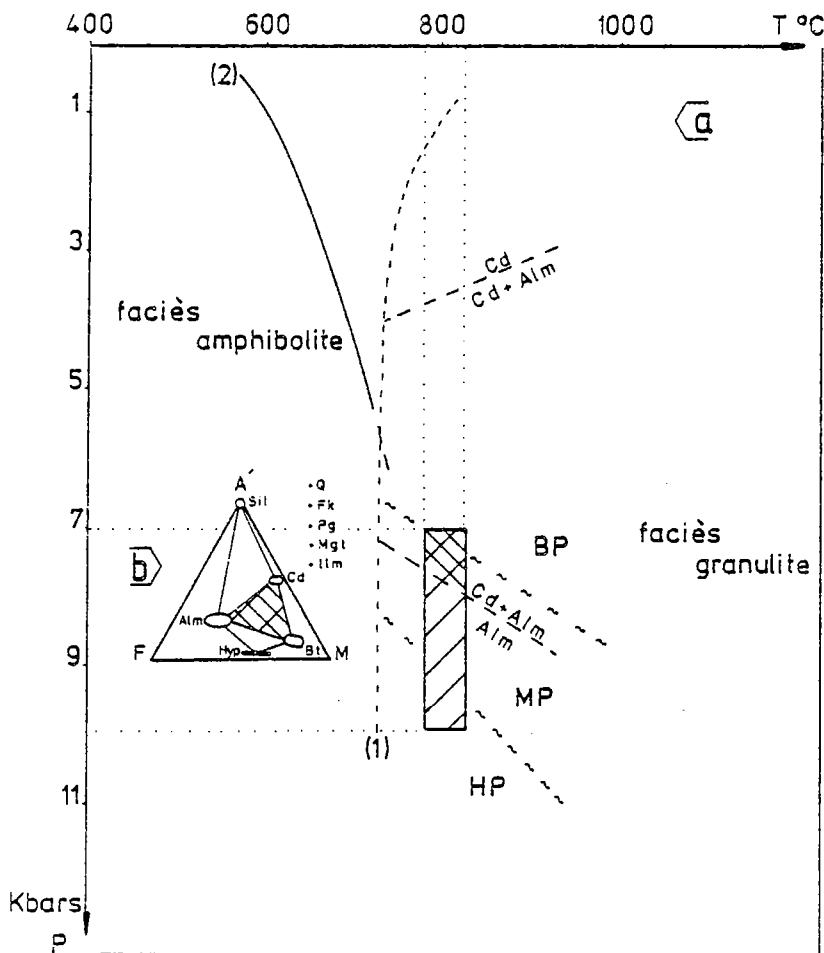 400 600 800 1000 T °C
(2)
1
a
3
Cd
Cd + Alm
faciès
amphibolite
5
A'
Sil
• Q
• Fk
• Pg
• Mgt
• Ilm
7
b
Cd
BP
faciès
granulite
Alm
Cd + Alm
Alm
F
Hyp
Bt
M
9
MP
(1)
HP
11
Kbars
P